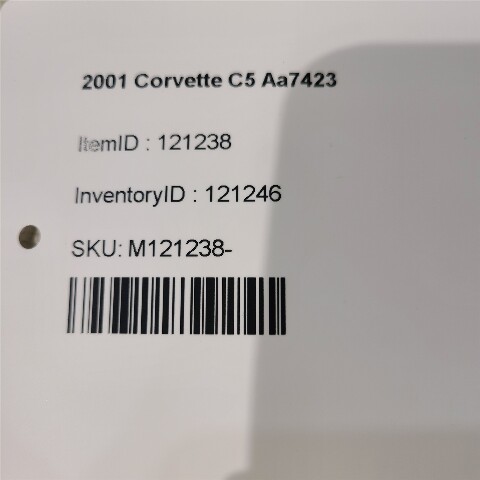 2001 Corvette C5 Aa7423
ItemID : 121238
InventoryID : 121246
SKU: M121238-